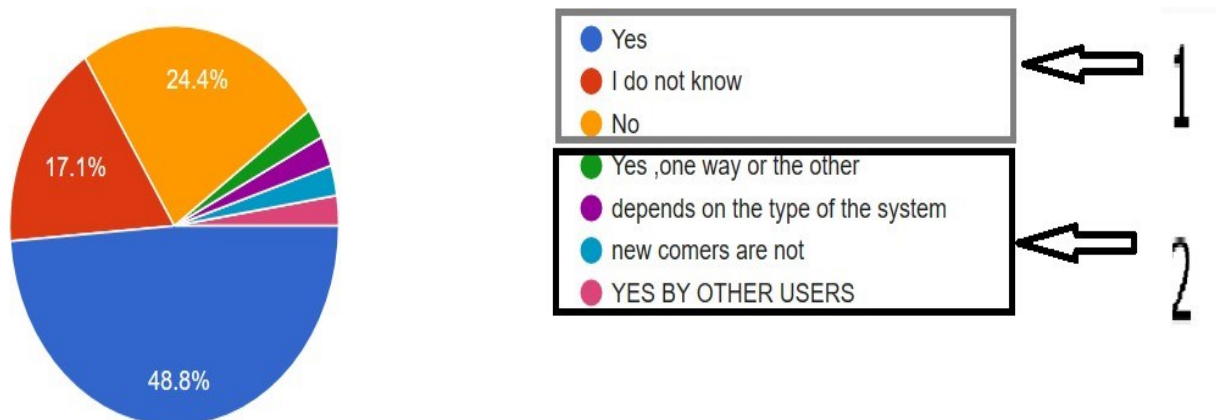 24.4%
17.1%
48.8%
Yes
I do not know
No
Yes ,one way or the other
depends on the type of the system
new comers are not
YES BY OTHER USERS
1
2